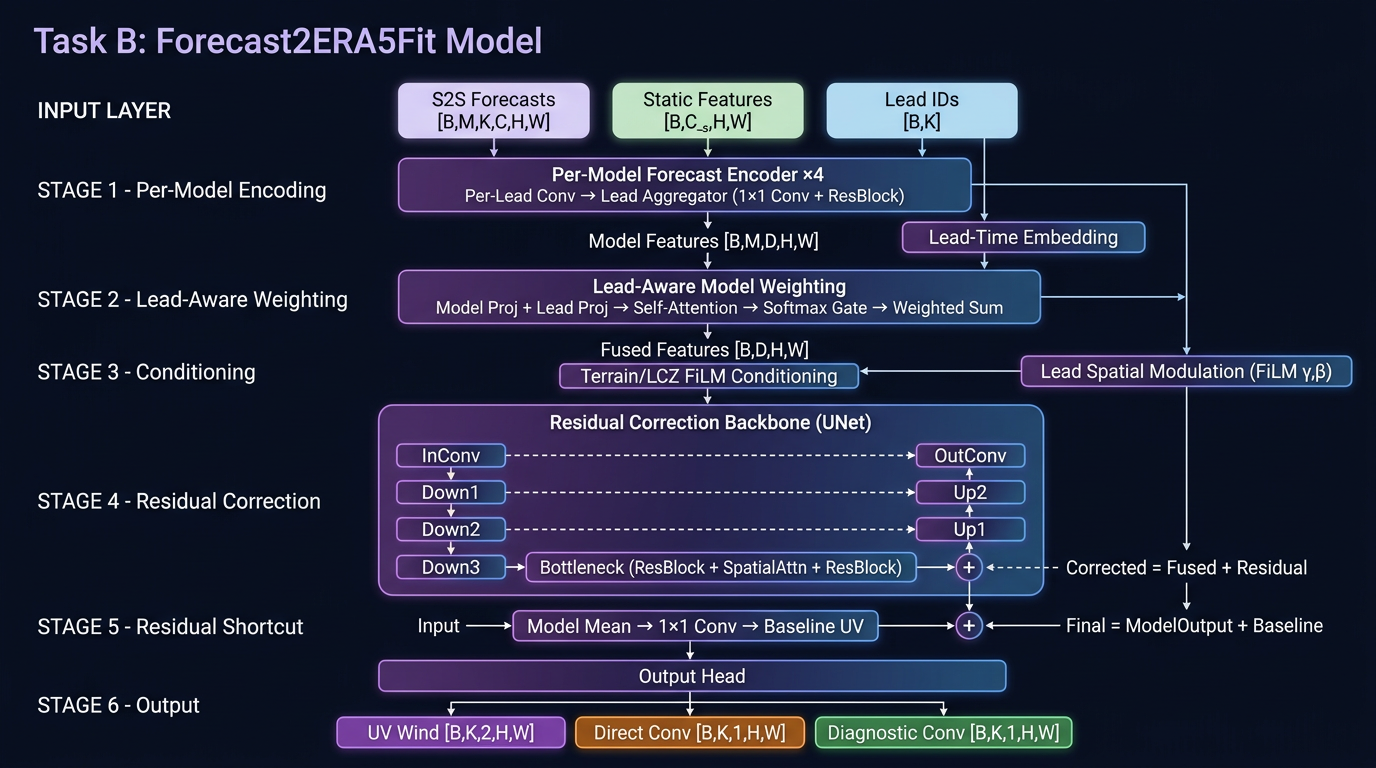 Task B: Forecast2ERA5Fit Model
INPUT LAYER
S2S Forecasts
[B,M,K,C,H,W]
Static Features
[B,C_s,H,W]
Lead IDs
[B,K]
STAGE 1 - Per-Model Encoding
Per-Model Forecast Encoder ×4
Per-Lead Conv → Lead Aggregator (1×1 Conv + ResBlock)
Model Features [B,M,D,H,W]
Lead-Time Embedding
STAGE 2 - Lead-Aware Weighting
Lead-Aware Model Weighting
Model Proj + Lead Proj → Self-Attention → Softmax Gate → Weighted Sum
Fused Features [B,D,H,W]
STAGE 3 - Conditioning
Terrain/LCZ FiLM Conditioning
Lead Spatial Modulation (FiLM γ,β)
Residual Correction Backbone (UNet)
InConv
OutConv
Down1
Up2
STAGE 4 - Residual Correction
Down2
Up1
Down3
Bottleneck (ResBlock + SpatialAttn + ResBlock)
+
Corrected = Fused + Residual
STAGE 5 - Residual Shortcut
Input
Model Mean → 1×1 Conv → Baseline UV
+
Final = ModelOutput + Baseline
Output Head
STAGE 6 - Output
UV Wind [B,K,2,H,W]
Direct Conv [B,K,1,H,W]
Diagnostic Conv [B,K,1,H,W]